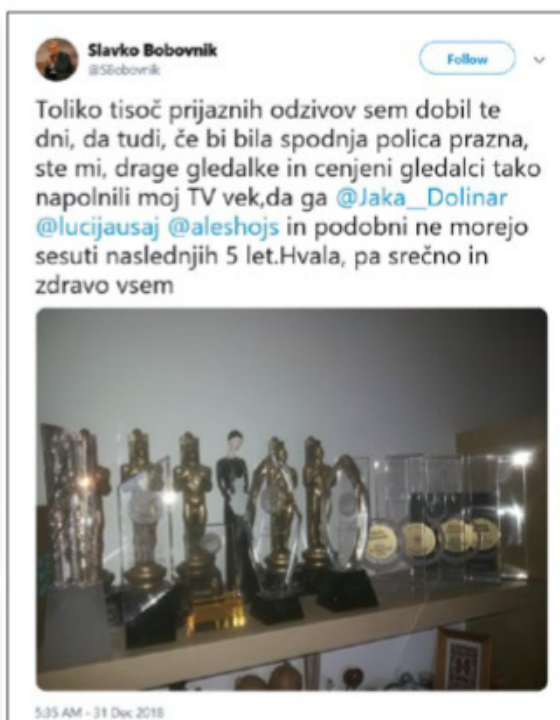 Slavko Bobovnik
@SBobovnik
Follow
Toliko tisoč prijaznih odzivov sem dobil te
dni, da tudi, če bi bila spodnja polica prazna,
ste mi, drage gledalke in cenjeni gledalci tako
napolnili moj TV vek,da ga @Jaka__Dolinar
@lucijausaj @aleshojs in podobni ne morejo
sesuti naslednjih 5 let.Hvala, pa srečno in
zdravo vsem
5:35 AM - 31 Dec 2018